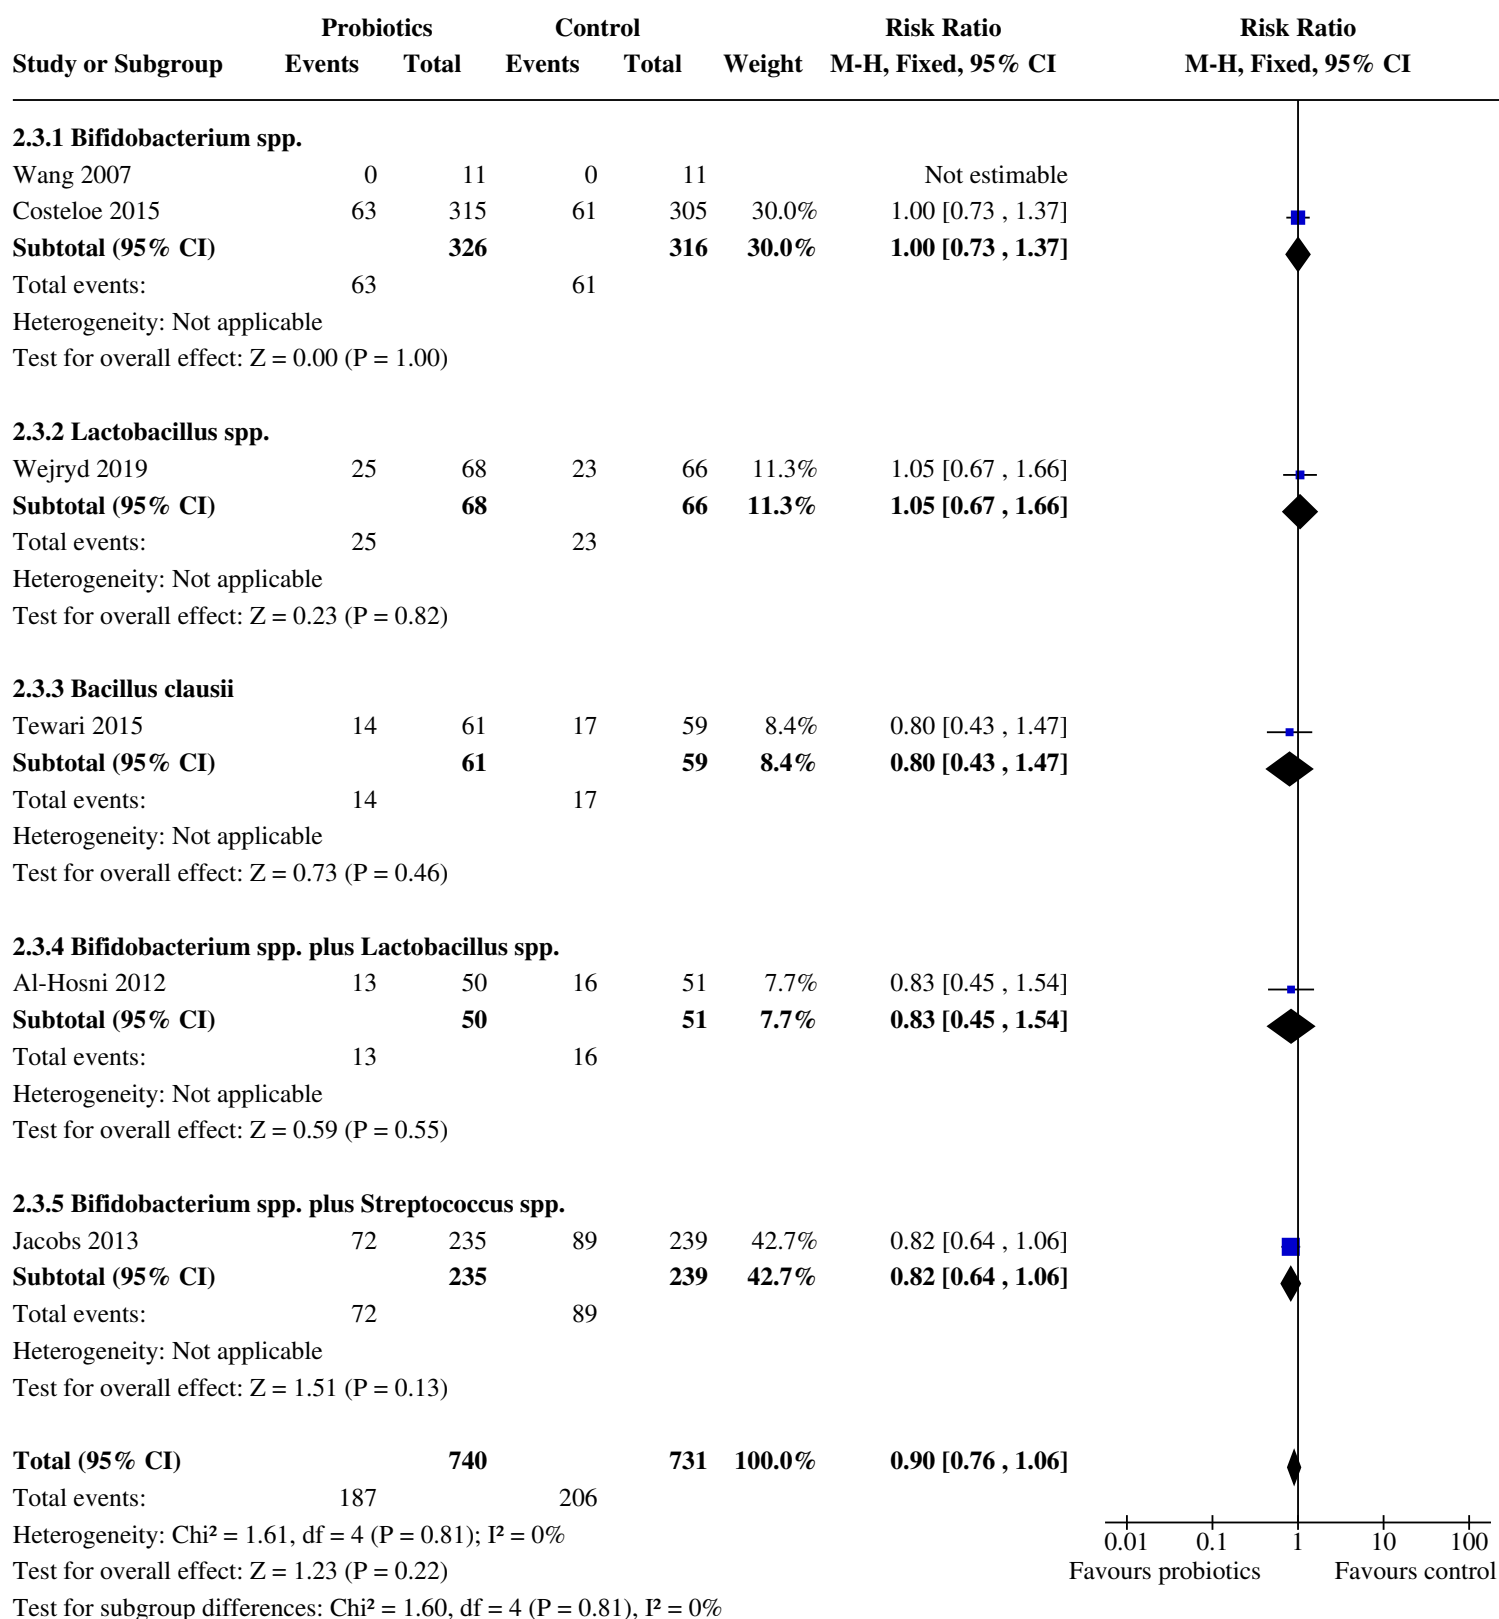 Probiotics Control Risk Ratio Risk Ratio
Study or Subgroup Events Total Events Total Weight M-H, Fixed, 95% CI M-H, Fixed, 95% CI
2.3.1 Bifidobacterium spp.
Wang 2007 0 11 0 11 Not estimable
Costeloe 2015 63 315 61 305 30.0% 1.00 [0.73 , 1.37]
Subtotal (95% CI) 326 316 30.0% 1.00 [0.73 , 1.37]
Total events: 63 61
Heterogeneity: Not applicable
Test for overall effect: Z = 0.00 (P = 1.00)
2.3.2 Lactobacillus spp.
Wejryd 2019 25 68 23 66 11.3% 1.05 [0.67 , 1.66]
Subtotal (95% CI) 68 66 11.3% 1.05 [0.67 , 1.66]
Total events: 25 23
Heterogeneity: Not applicable
Test for overall effect: Z = 0.23 (P = 0.82)
2.3.3 Bacillus clausii
Tewari 2015 14 61 17 59 8.4% 0.80 [0.43 , 1.47]
Subtotal (95% CI) 61 59 8.4% 0.80 [0.43 , 1.47]
Total events: 14 17
Heterogeneity: Not applicable
Test for overall effect: Z = 0.73 (P = 0.46)
2.3.4 Bifidobacterium spp. plus Lactobacillus spp.
Al-Hosni 2012 13 50 16 51 7.7% 0.83 [0.45 , 1.54]
Subtotal (95% CI) 50 51 7.7% 0.83 [0.45 , 1.54]
Total events: 13 16
Heterogeneity: Not applicable
Test for overall effect: Z = 0.59 (P = 0.55)
2.3.5 Bifidobacterium spp. plus Streptococcus spp.
Jacobs 2013 72 235 89 239 42.7% 0.82 [0.64 , 1.06]
Subtotal (95% CI) 235 239 42.7% 0.82 [0.64 , 1.06]
Total events: 72 89
Heterogeneity: Not applicable
Test for overall effect: Z = 1.51 (P = 0.13)
Total (95% CI) 740 731 100.0% 0.90 [0.76 , 1.06]
Total events: 187 206
Heterogeneity: Chi² = 1.61, df = 4 (P = 0.81); I² = 0%
0.01 0.1 1 10 100
Test for overall effect: Z = 1.23 (P = 0.22) Favours probiotics Favours control
Test for subgroup differences: Chi² = 1.60, df = 4 (P = 0.81), I² = 0%